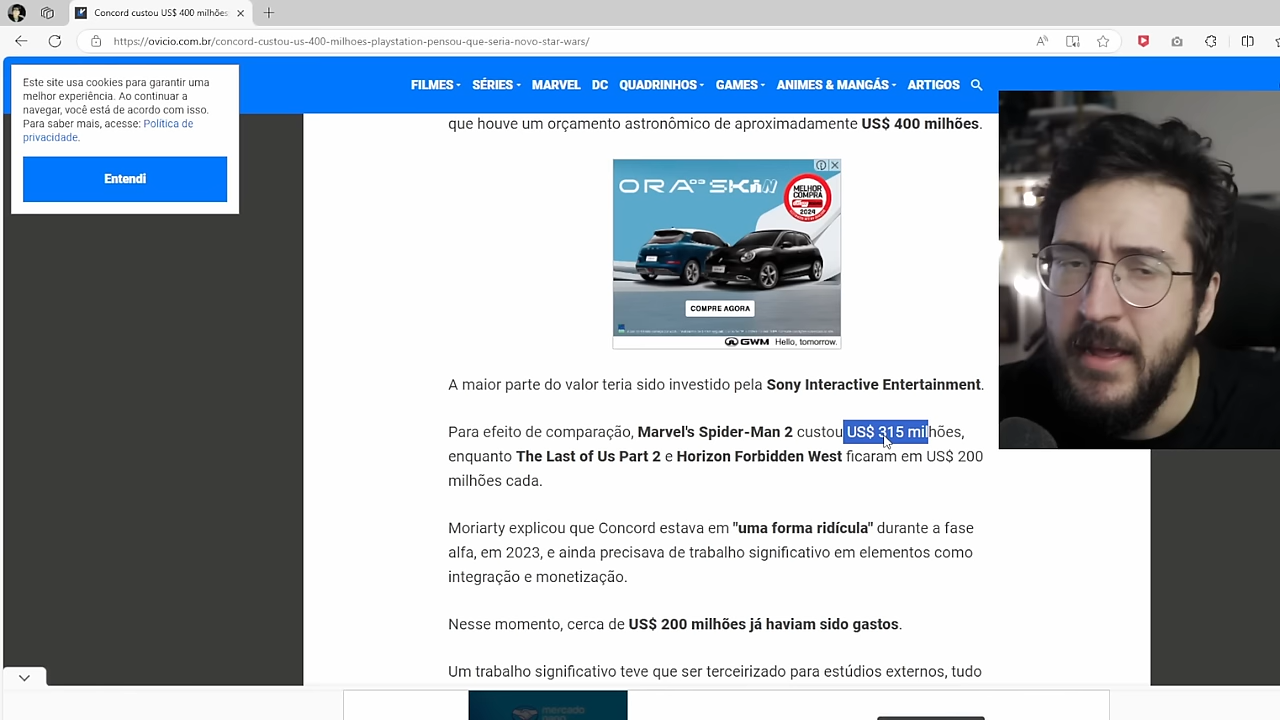 Concord custou US$ 400 milhões
https://ovicio.com.br/concord-custou-us-400-milhoes-playstation-pensou-que-seria-novo-star-wars/
Este site usa cookies para garantir uma
melhor experiência. Ao continuar a
navegar, você está de acordo com isso.
Para saber mais, acesse: Política de
privacidade.
Entendi
FILMES SÉRIES MARVEL DC QUADRINHOS GAMES ANIMES & MANGÁS ARTIGOS
que houve um orçamento astronômico de aproximadamente US$ 400 milhões.
ORA 03 SKiN
MELHOR
COMPRA
2024
COMPRE AGORA
GWM Hello, tomorrow.
A maior parte do valor teria sido investido pela Sony Interactive Entertainment.
Para efeito de comparação, Marvel's Spider-Man 2 custou US$ 315 milhões,
enquanto The Last of Us Part 2 e Horizon Forbidden West ficaram em US$ 200
milhões cada.
Moriarty explicou que Concord estava em "uma forma ridícula" durante a fase
alfa, em 2023, e ainda precisava de trabalho significativo em elementos como
integração e monetização.
Nesse momento, cerca de US$ 200 milhões já haviam sido gastos.
Um trabalho significativo teve que ser terceirizado para estúdios externos, tudo
mercado
pago